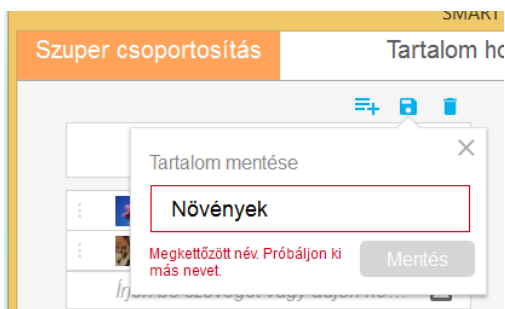 SMART
Szuper csoportosítás
Tartalom ho
Tartalom mentése
Növények
Megkettőzött név. Próbáljon ki
más nevet.
Mentés